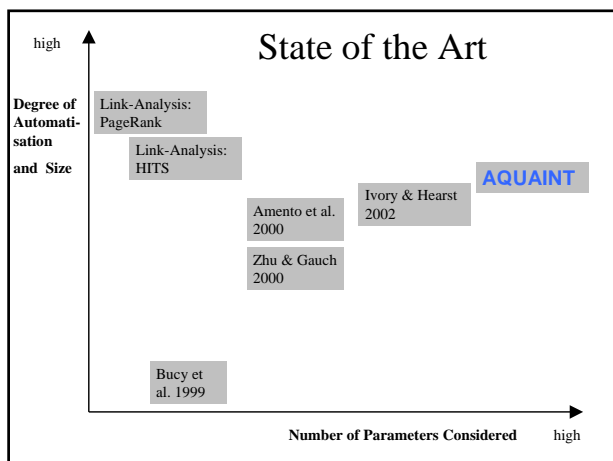 State of the Art
high
Degree of
Automati-
sation
and Size
Link-Analysis:
PageRank
Link-Analysis:
HITS
AQUAINT
Ivory & Hearst
2002
Amento et al.
2000
Zhu & Gauch
2000
Bucy et
al. 1999
Number of Parameters Considered
high